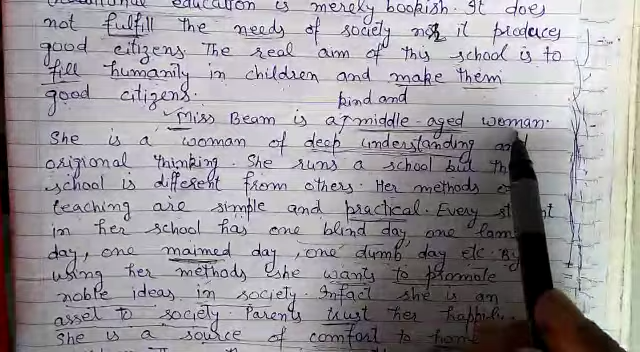 education is merely bookish. It does
not fulfill the needs of society nor it produces
good citizens. The real aim of this school is to
fill humanity in children and make them
good citizens.
kind and
Miss Beam is a middle-aged woman.
She is a woman of deep understanding and
origional thinking. She runs a school but
school is different from others. Her methods
teaching are simple and practical. Every
in her school has one blind day, one
day, one maimed day, one dumb day etc. By
using her methods she wants to promote
noble ideas in society. Infact she is an
asset to society. Parents trust her
She is a source of comfort to